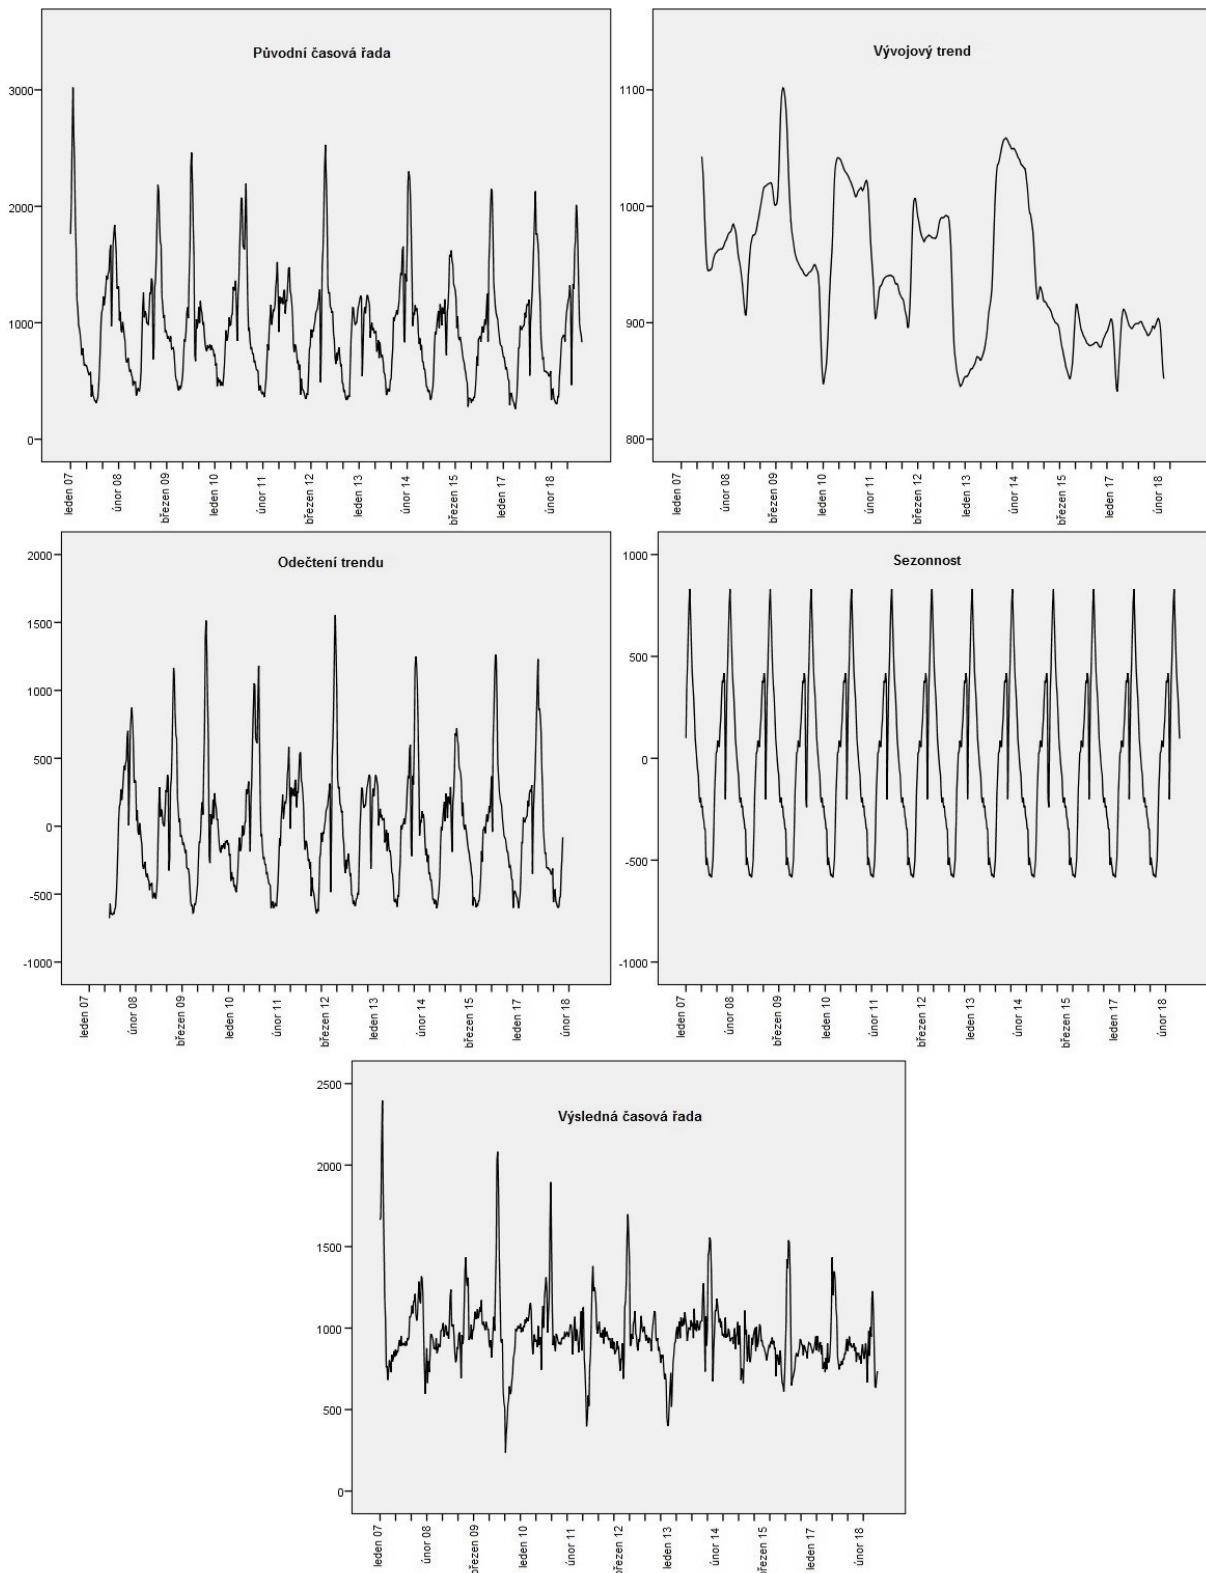 Původní časová řada
3000
2000
1000
0
leden 07
únor 08
březen 09
leden 10
únor 11
březen 12
leden 13
únor 14
březen 15
leden 17
únor 18
Vývojový trend
1100
1000
900
800
leden 07
únor 08
březen 09
leden 10
únor 11
březen 12
leden 13
únor 14
březen 15
leden 17
únor 18
Odečtení trendu
2000
1500
1000
500
0
-500
-1000
leden 07
únor 08
březen 09
leden 10
únor 11
březen 12
leden 13
únor 14
březen 15
leden 17
únor 18
Sezonnost
1000
500
0
-500
-1000
leden 07
únor 08
březen 09
leden 10
únor 11
březen 12
leden 13
únor 14
březen 15
leden 17
únor 18
Výsledná časová řada
2500
2000
1500
1000
500
0
leden 07
únor 08
březen 09
leden 10
únor 11
březen 12
leden 13
únor 14
březen 15
leden 17
únor 18